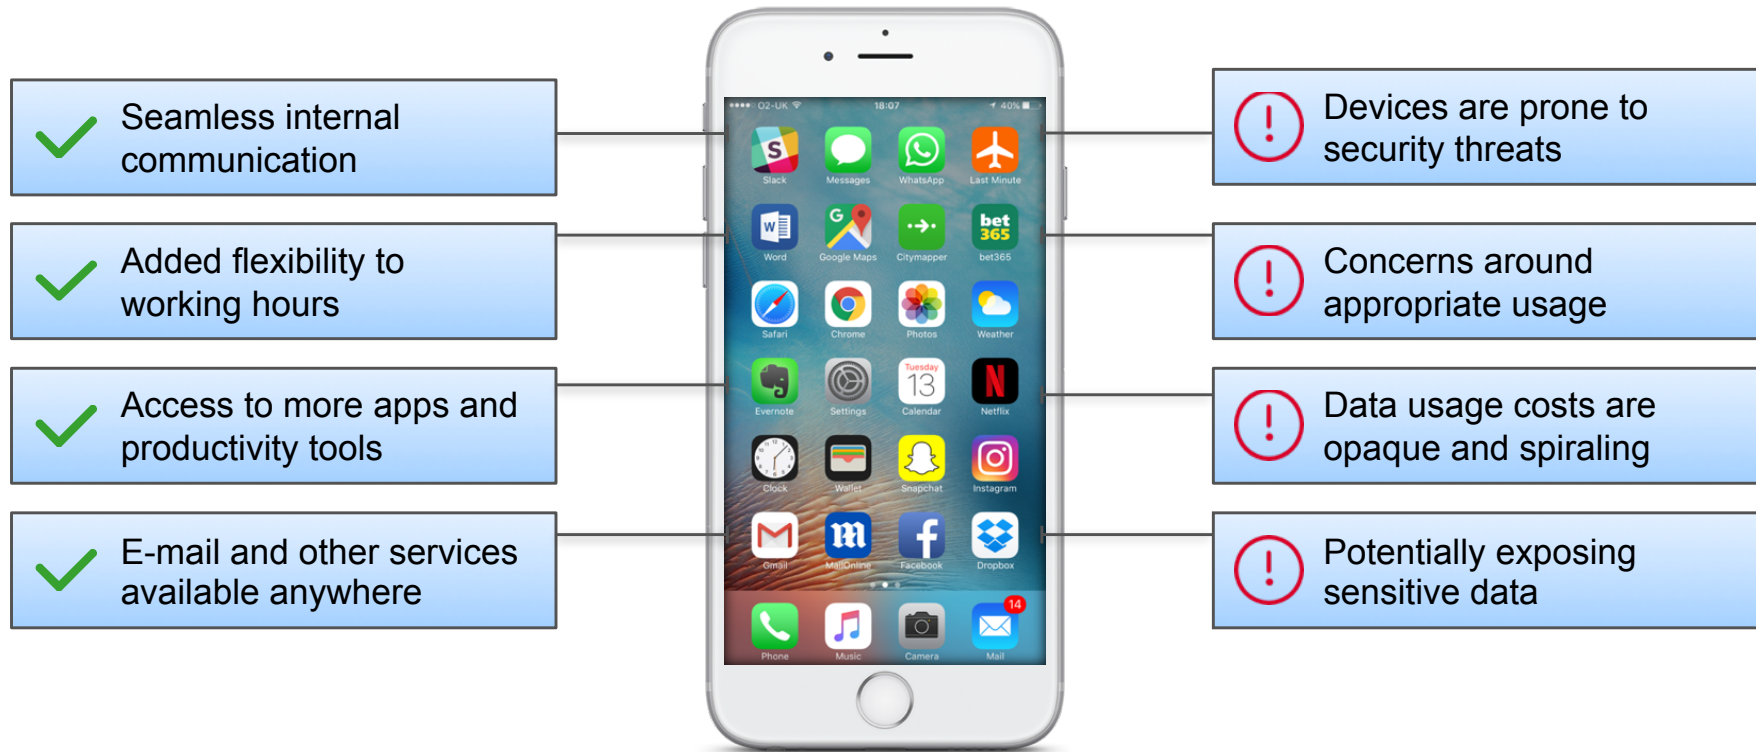 Seamless internal
communication
Added flexibility to
working hours
Access to more apps and
productivity tools
E-mail and other services
available anywhere
O2-UK 18:07 40%
S
Slack Messages WhatsApp Last Minute
W G bet
365
Word Google Maps Citymapper bet365
Safari Chrome Photos Weather
Tuesday
13 N
Evernote Settings Calendar Netflix
Clock Wallet Snapchat Instagram
M m f
Gmail MailOnline Facebook Dropbox
14
Phone Music Camera Mail
Devices are prone to
security threats
Concerns around
appropriate usage
Data usage costs are
opaque and spiraling
Potentially exposing
sensitive data